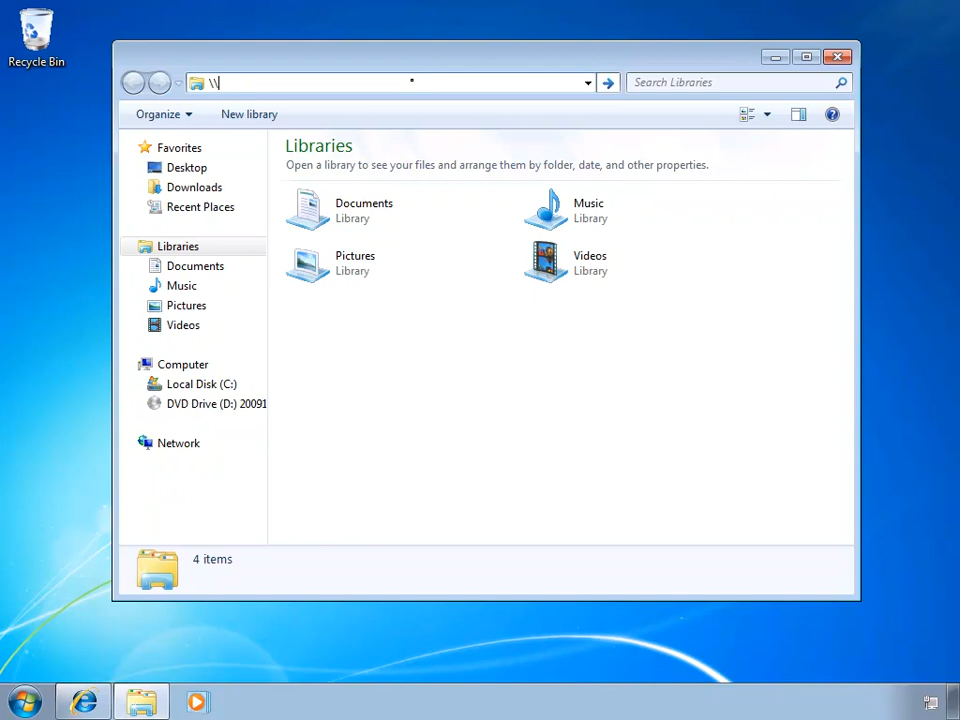 Recycle Bin
\\
Search Libraries
Organize
New library
Favorites
Desktop
Downloads
Recent Places
Libraries
Documents
Music
Pictures
Videos
Computer
Local Disk (C:)
DVD Drive (D:) 20091
Network
Libraries
Open a library to see your files and arrange them by folder, date, and other properties.
Documents
Library
Music
Library
Pictures
Library
Videos
Library
4 items